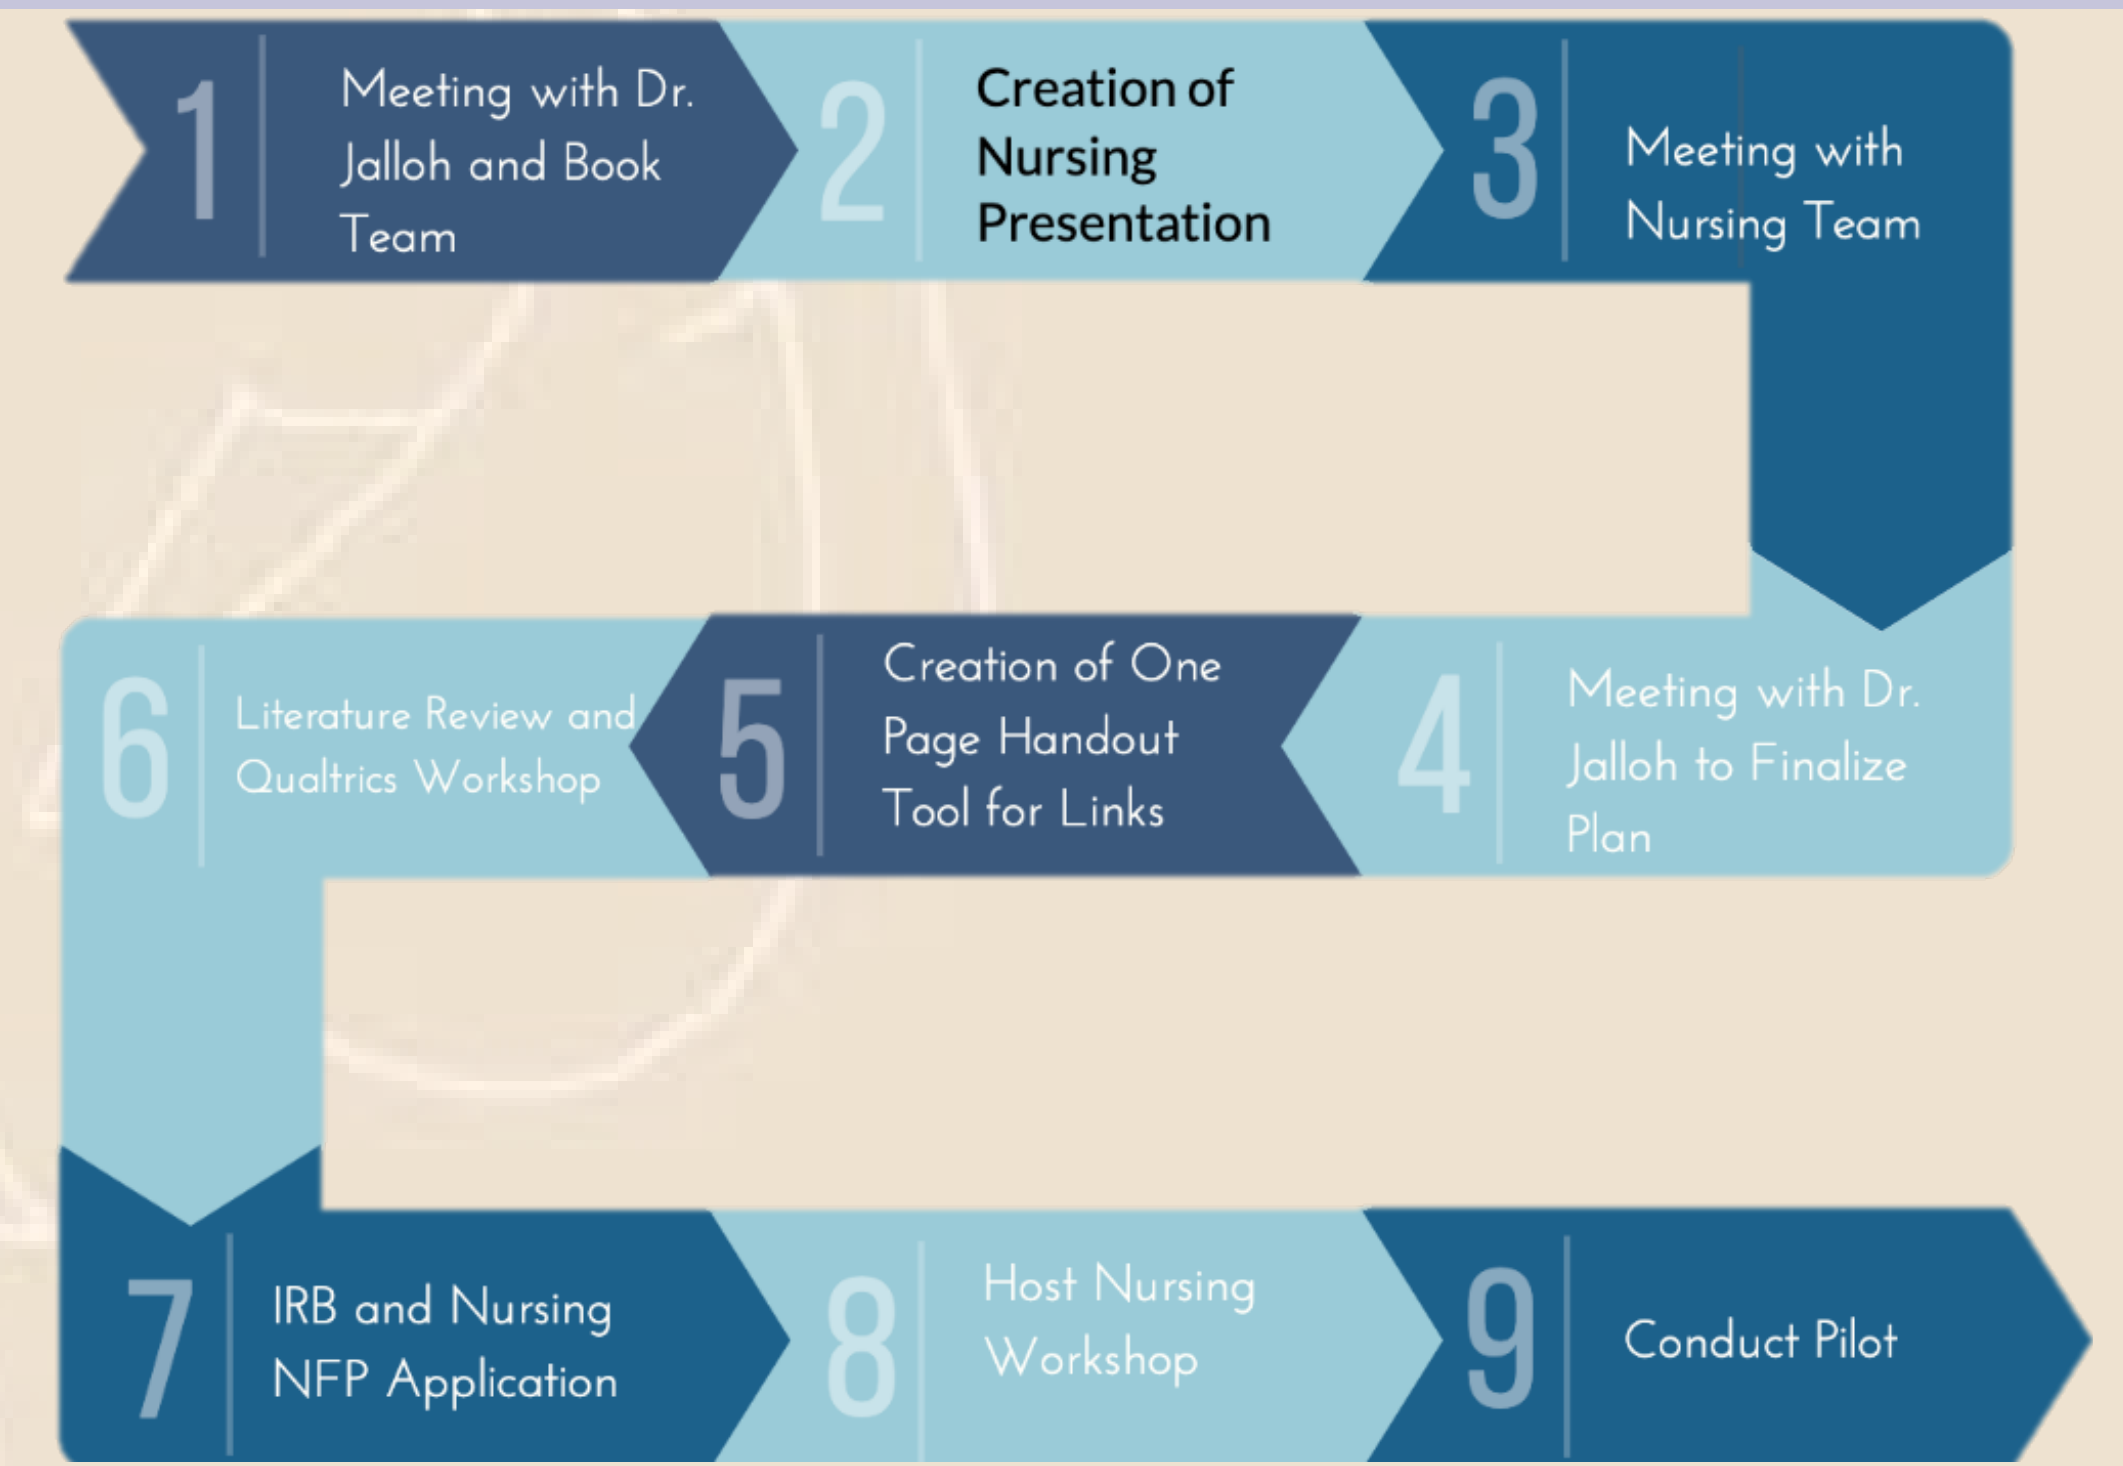 1
Meeting with Dr.
Jalloh and Book
Team
2
Creation of
Nursing
Presentation
3
Meeting with
Nursing Team
4
Meeting with Dr.
Jalloh to Finalize
Plan
5
Creation of One
Page Handout
Tool for Links
6
Literature Review and
Qualtrics Workshop
7
IRB and Nursing
NFP Application
8
Host Nursing
Workshop
9
Conduct Pilot